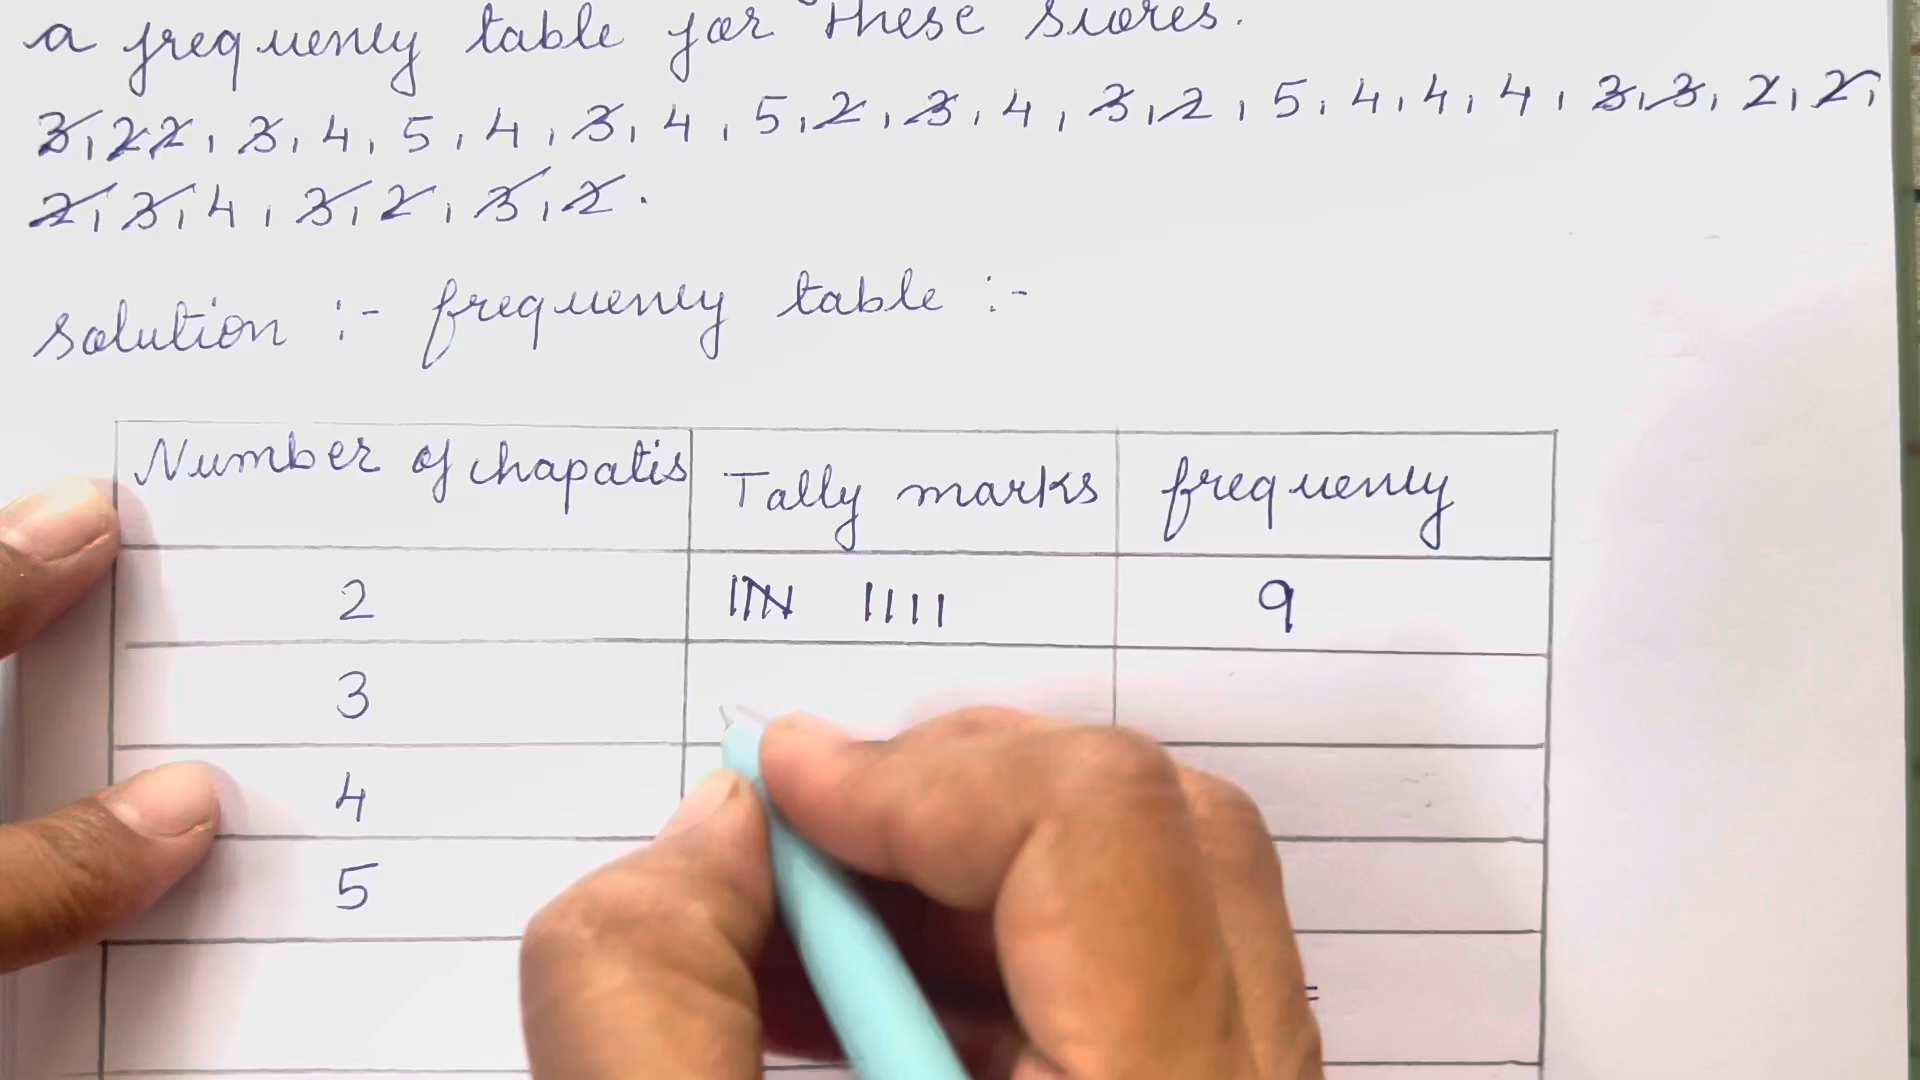 a frequency table for these scores.
3, 2, 2, 3, 4, 5, 4, 3, 4, 5, 2, 3, 4, 3, 2, 5, 4, 4, 4, 3, 3, 2, 2,
2, 3, 4, 3, 2, 3, 2.
solution :- frequency table :-
Number of chapatis Tally marks frequency
2 𝍸 |||| 9
3
4
5
=